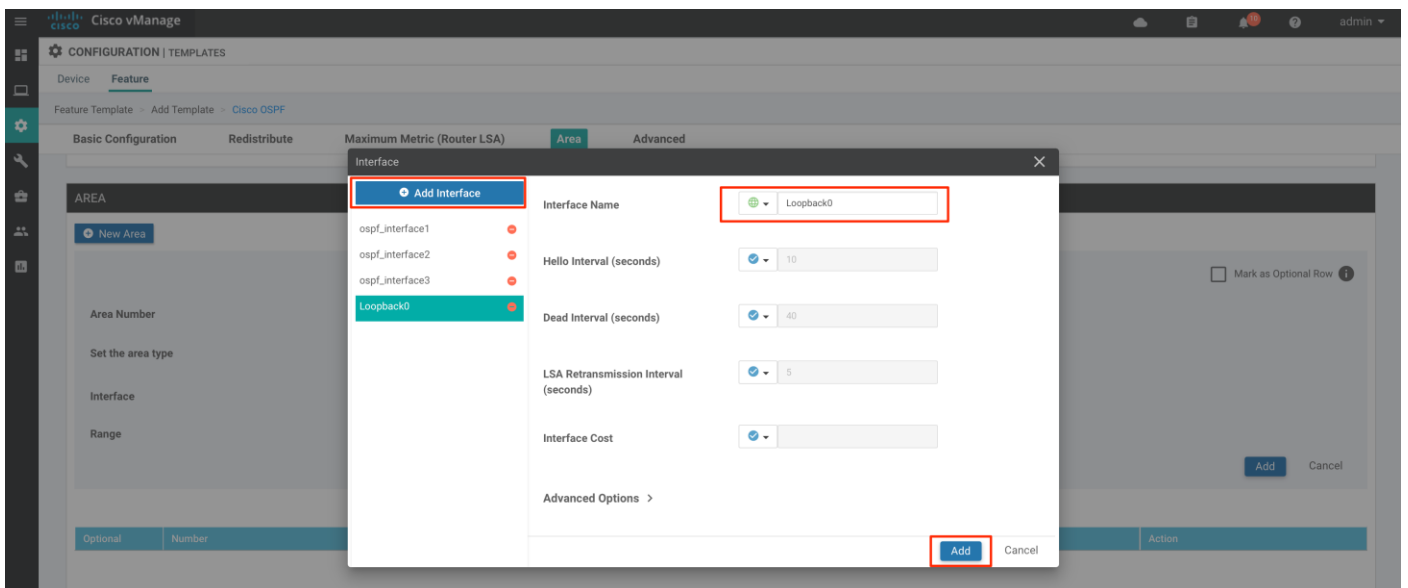 cisco
Cisco vManage
10
admin
CONFIGURATION | TEMPLATES
Device Feature
Feature Template > Add Template > Cisco OSPF
Basic Configuration Redistribute Maximum Metric (Router LSA) Area Advanced
Interface
AREA
New Area
Mark as Optional Row
Area Number
Set the area type
Interface
Range
Add Cancel
Optional Number Action
Add Interface
ospf_interface1
ospf_interface2
ospf_interface3
Loopback0
Interface Name Loopback0
Hello Interval (seconds) 10
Dead Interval (seconds) 40
LSA Retransmission Interval 5
(seconds)
Interface Cost
Advanced Options >
Add Cancel